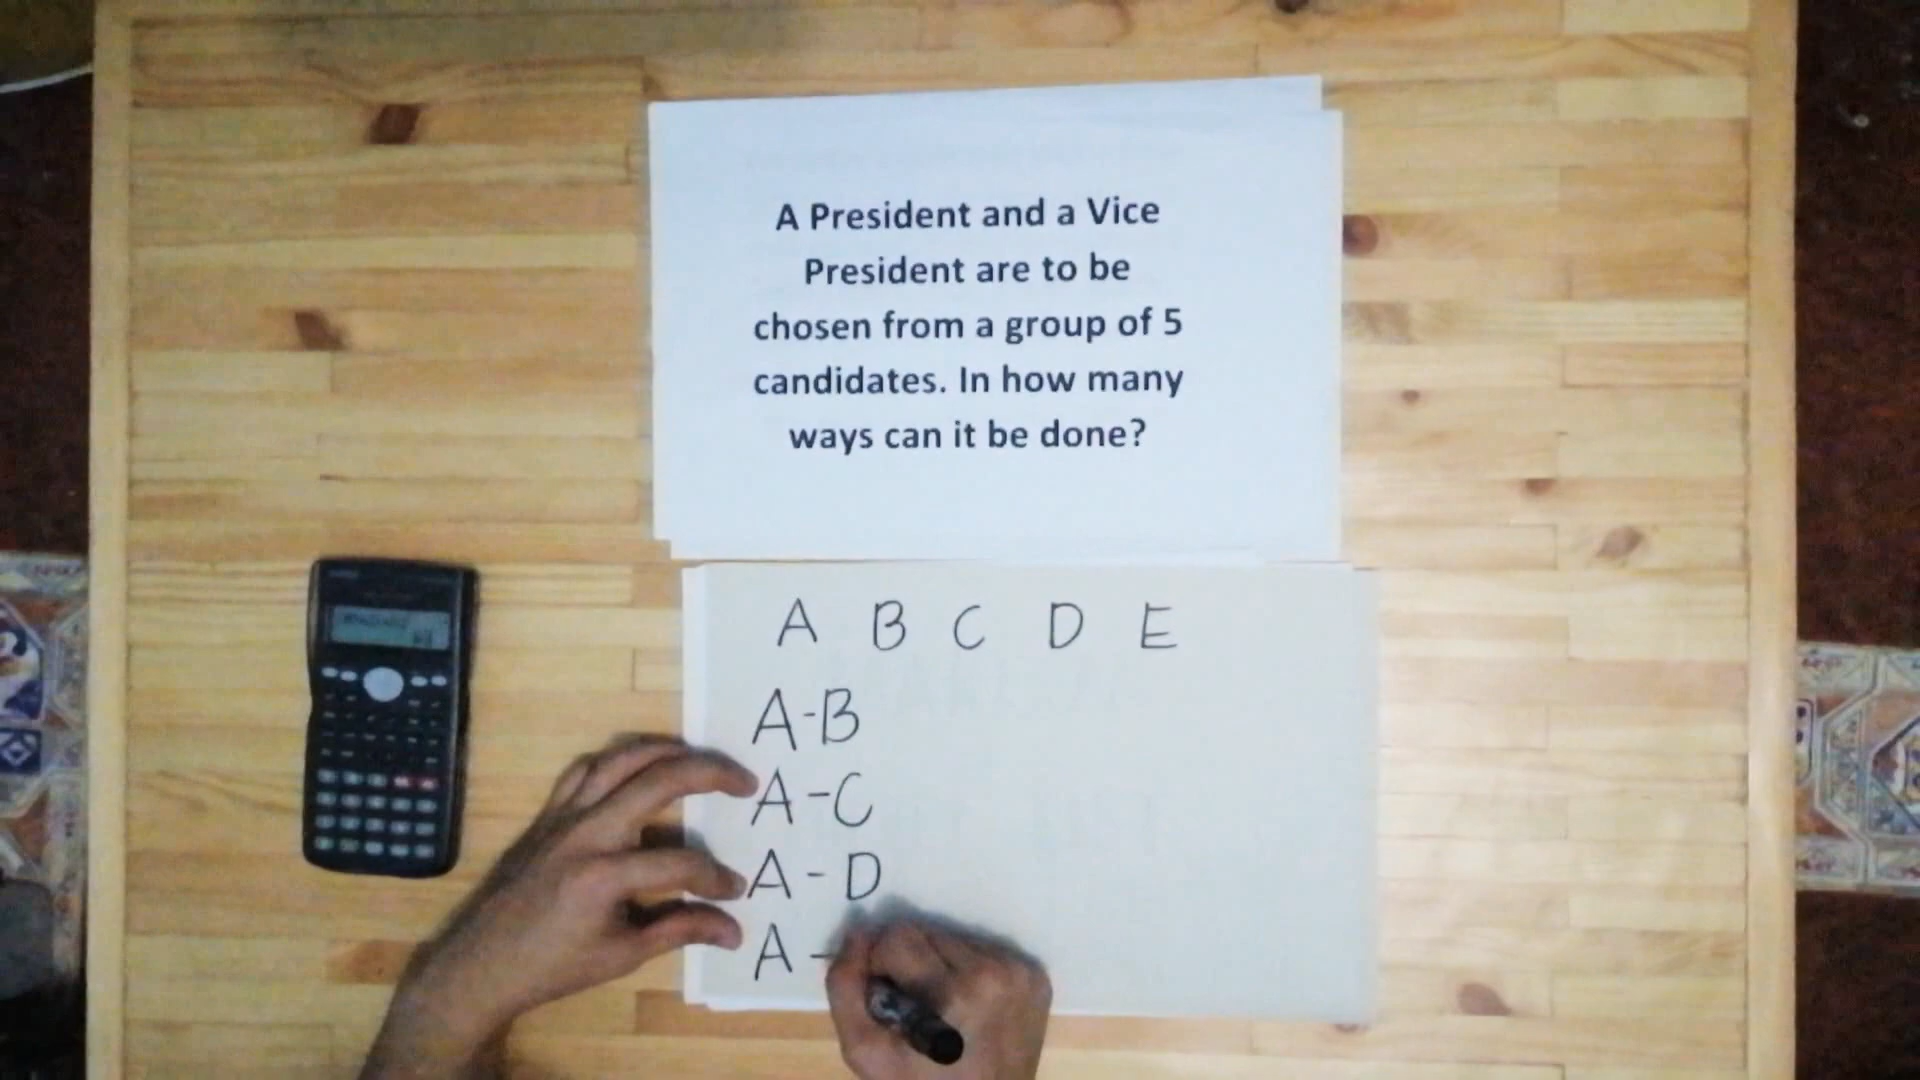 A President and a Vice
President are to be
chosen from a group of 5
candidates. In how many
ways can it be done?
A B C D E
A-B
A-C
A-D
A-